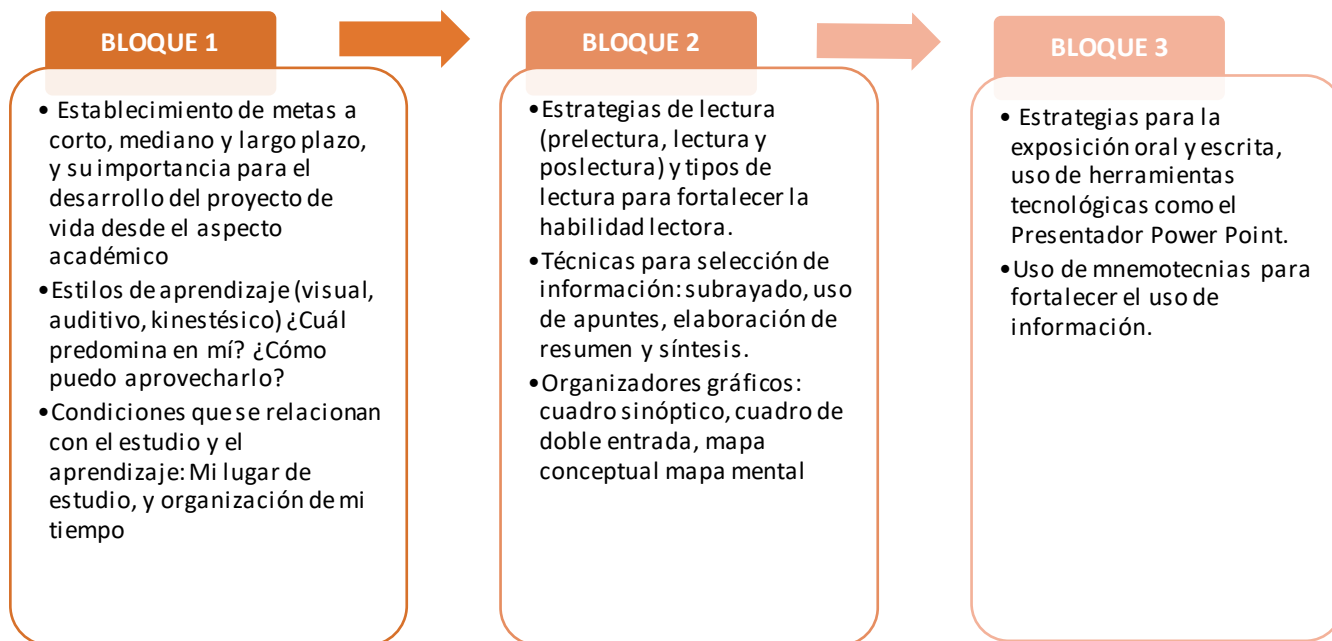 BLOQUE 1
• Establecimiento de metas a
corto, mediano y largo plazo,
y su importancia para el
desarrollo del proyecto de
vida desde el aspecto
académico
•Estilos de aprendizaje (visual,
auditivo, kinestésico) ¿Cuál
predomina en mí? ¿Cómo
puedo aprovecharlo?
•Condiciones que se relacionan
con el estudio y el
aprendizaje: Mi lugar de
estudio, y organización de mi
tiempo
BLOQUE 2
•Estrategias de lectura
(prelectura, lectura y
poslectura) y tipos de
lectura para fortalecer la
habilidad lectora.
•Técnicas para selección de
información: subrayado, uso
de apuntes, elaboración de
resumen y síntesis.
•Organizadores gráficos:
cuadro sinóptico, cuadro de
doble entrada, mapa
conceptual mapa mental
BLOQUE 3
• Estrategias para la
exposición oral y escrita,
uso de herramientas
tecnológicas como el
Presentador Power Point.
•Uso de mnemotecnias para
fortalecer el uso de
información.